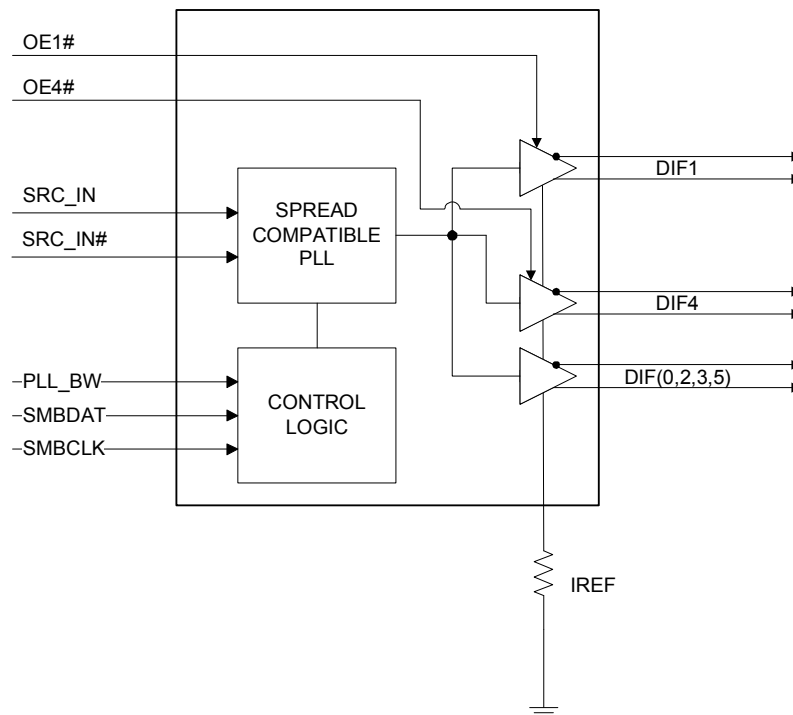 OE1#
OE4#
SRC_IN
SRC_IN#
SPREAD
COMPATIBLE
PLL
DIF1
DIF4
DIF(0,2,3,5)
PLL_BW
SMBDAT
SMBCLK
CONTROL
LOGIC
IREF